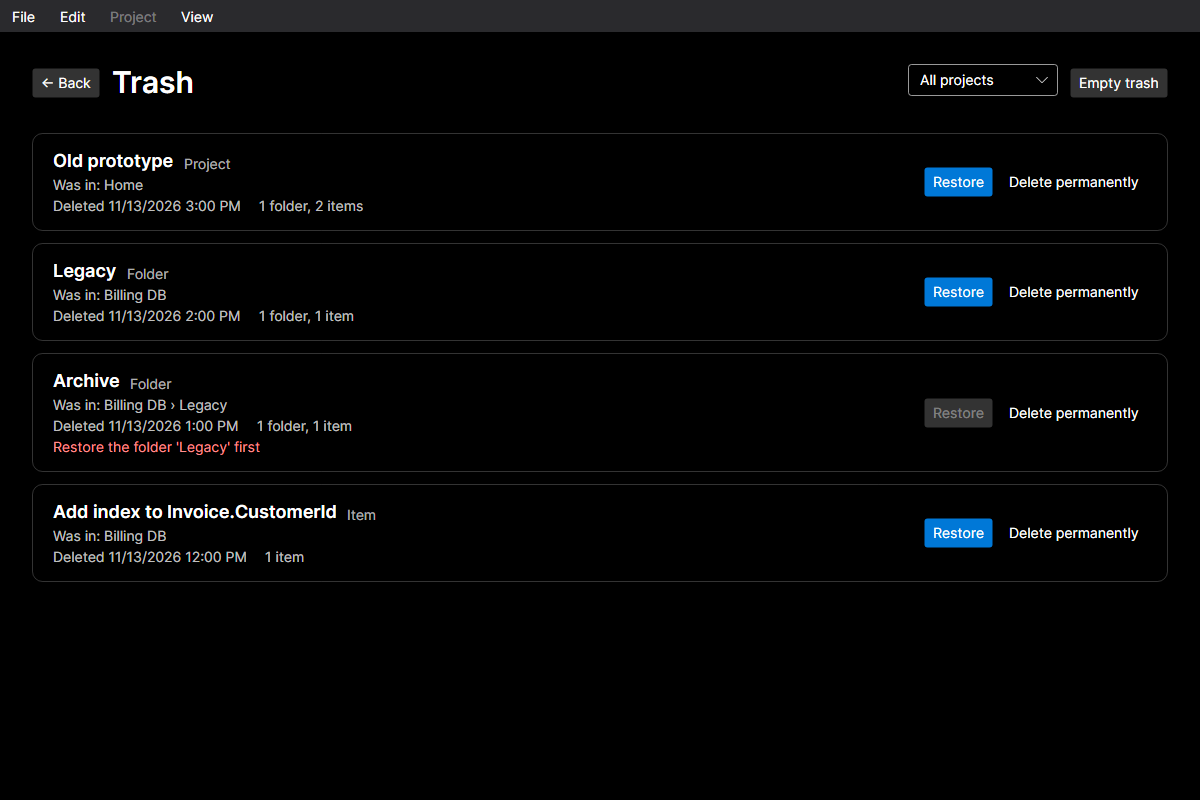 File Edit Project View
← Back Trash All projects Empty trash
Old prototype Project
Was in: Home
Deleted 11/13/2026 3:00 PM 1 folder, 2 items
Restore Delete permanently
Legacy Folder
Was in: Billing DB
Deleted 11/13/2026 2:00 PM 1 folder, 1 item
Restore Delete permanently
Archive Folder
Was in: Billing DB › Legacy
Deleted 11/13/2026 1:00 PM 1 folder, 1 item
Restore the folder 'Legacy' first
Restore Delete permanently
Add index to Invoice.CustomerId Item
Was in: Billing DB
Deleted 11/13/2026 12:00 PM 1 item
Restore Delete permanently